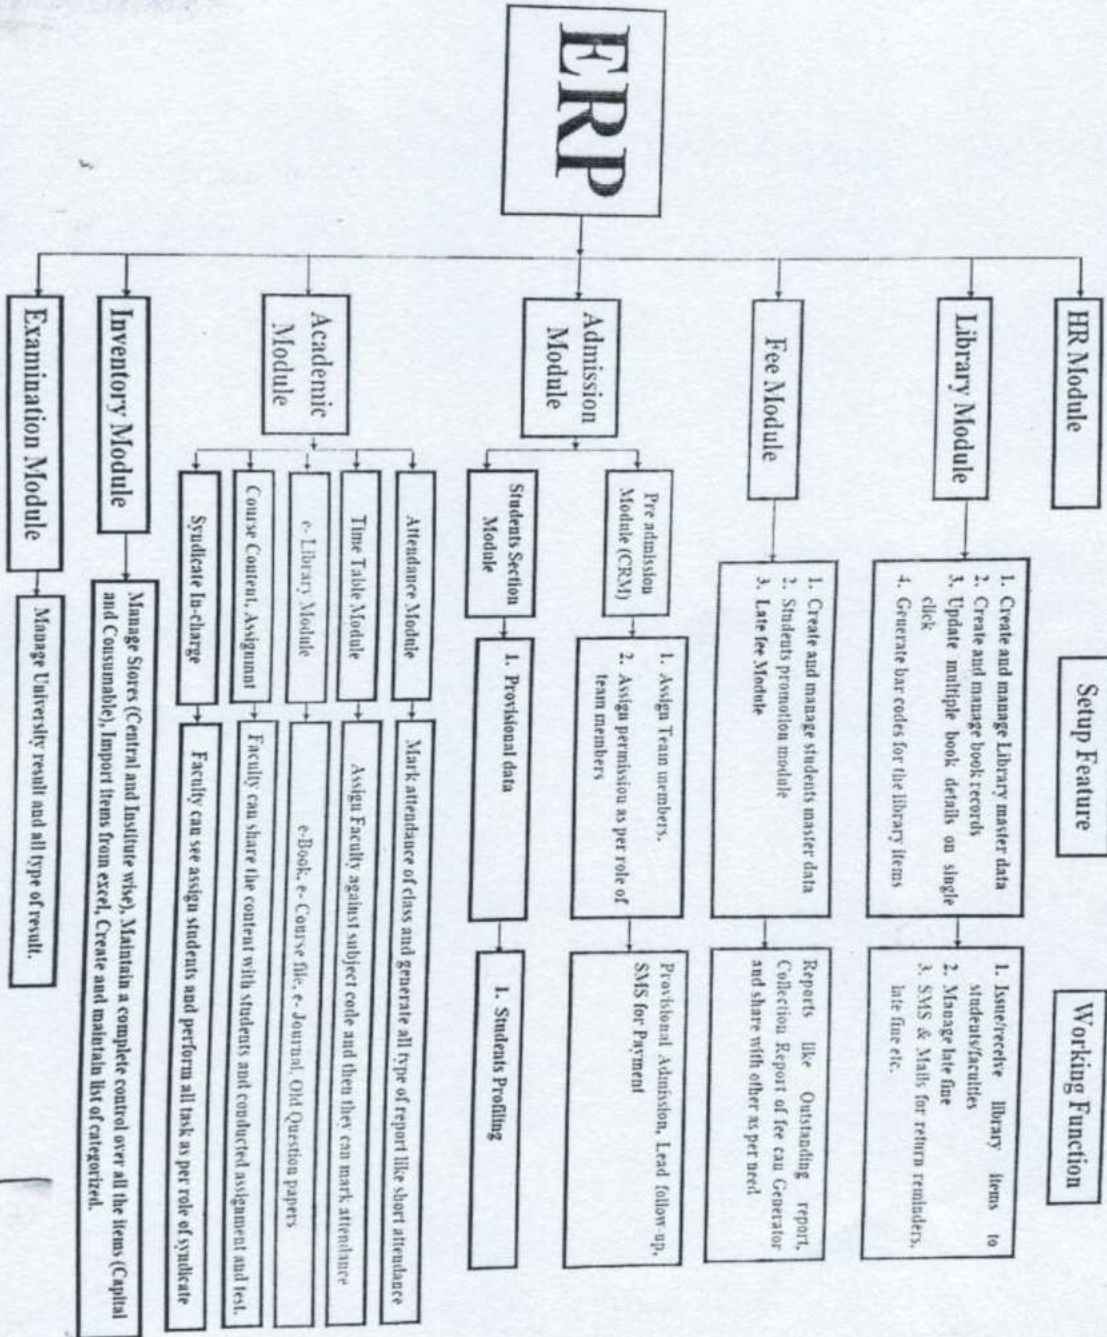 ERP
Setup Feature
Working Function
HR Module
Library Module
1. Create and manage Library master data
2. Create and manage book records
3. Update multiple book details on single
click
4. Generate bar codes for the library items
1. Issue/receive library items to
students/faculties
2. Manage late fine
3. SMS & Mails for return reminders,
late fine etc.
Fee Module
1. Create and manage students master data
2. Students promotion module
3. Late fee Module
Reports like Outstanding report,
Collection Report of fee can Generator
and share with other as per need
Admission
Module
Pre admission
Module (CRM)
1. Assign Team members.
2. Assign permission as per role of
team members
Provisional Admission, Lead follow-up,
SMS for Payment
Students Section
Module
1. Provisional data
1. Students Profiling
Academic
Module
Attendance Module
Mark attendance of class and generate all type of report like short attendance
Time Table Module
Assign Faculty against subject code and then they can mark attendance
e- Library Module
e-Book, e- Course file, e- Journal, Old Question papers
Course Content, Assignmnt
Faculty can share the content with students and conducted assignment and test.
Syndicate In-charge
Faculty can see assign students and perform all task as per role of syndicate
Inventory Module
Manage Stores (Central and Institute wise), Maintain a complete control over all the items (Capital
and Consumable), Import items from excel, Create and maintain list of categorized.
Examination Module
Manage University result and all type of result.